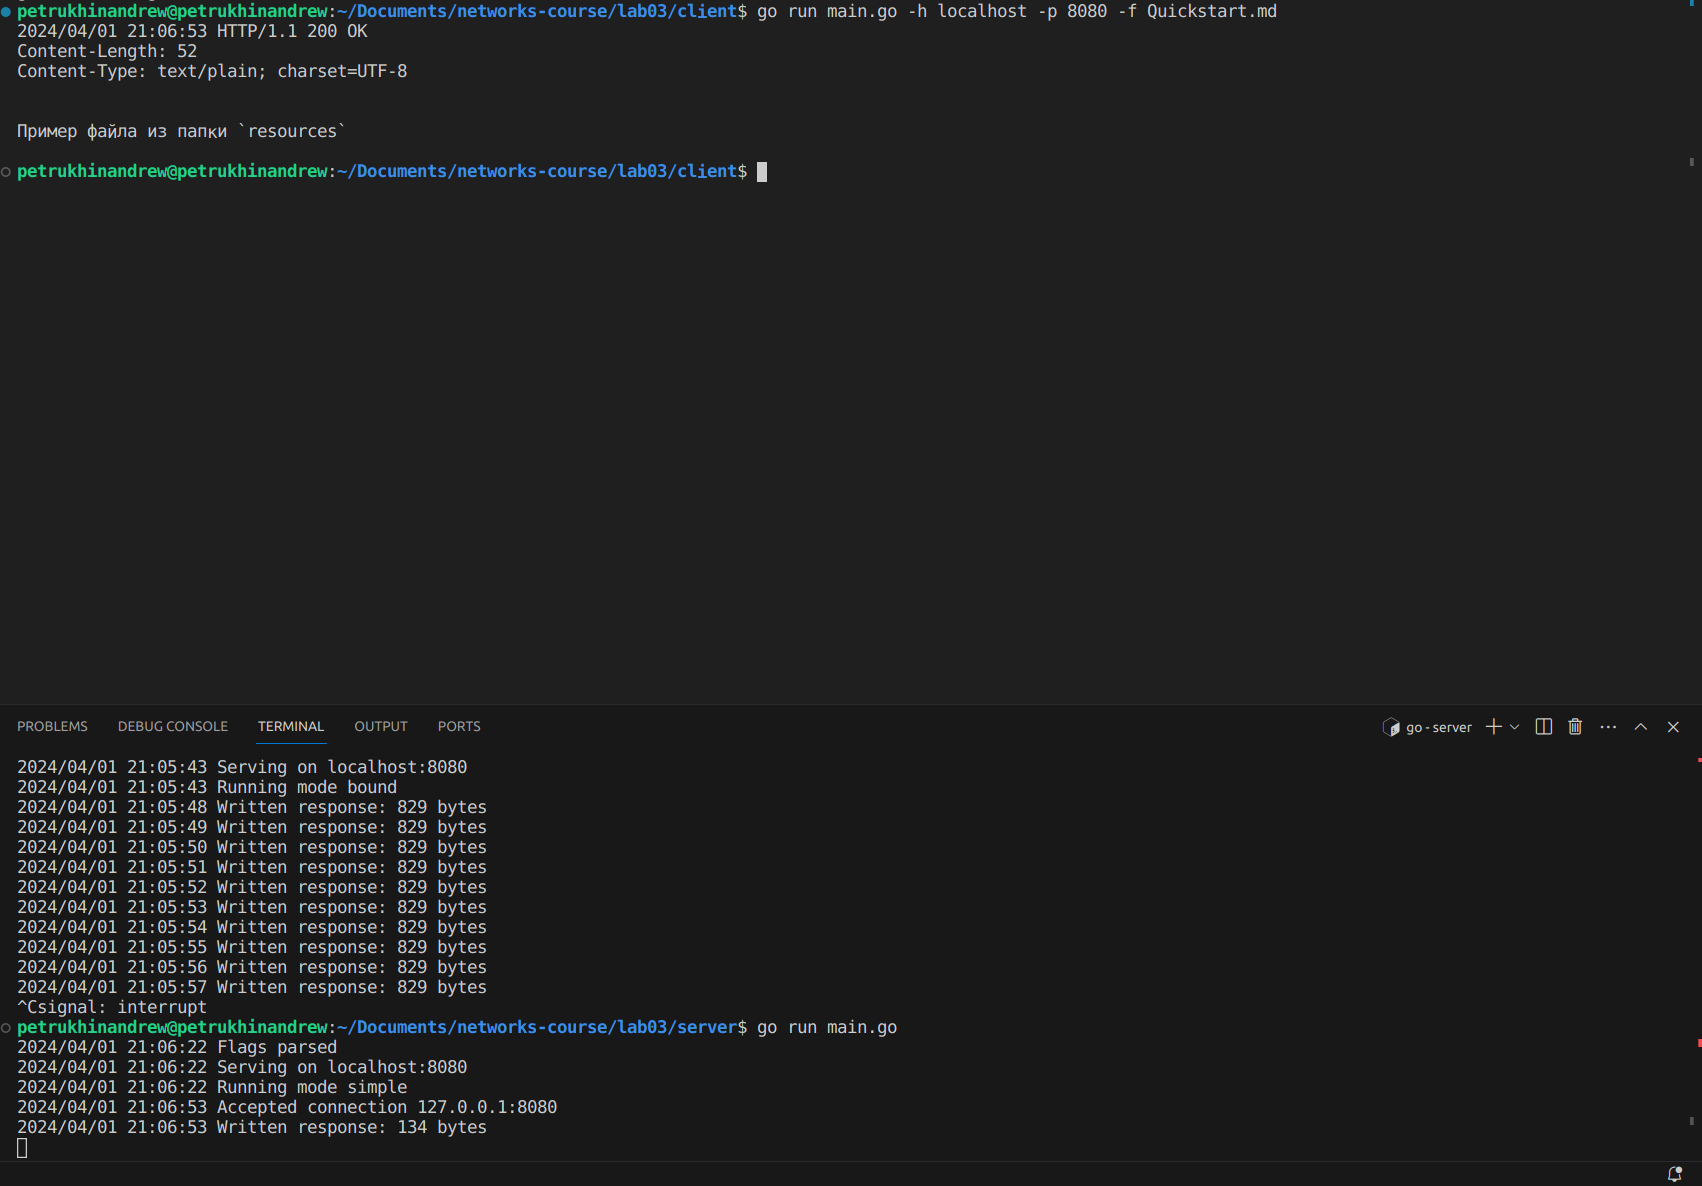 petrukhinandrew@petrukhinandrew:~/Documents/networks-course/lab03/client$ go run main.go -h localhost -p 8080 -f Quickstart.md
2024/04/01 21:06:53 HTTP/1.1 200 OK
Content-Length: 52
Content-Type: text/plain; charset=UTF-8
Пример файла из папки `resources`
petrukhinandrew@petrukhinandrew:~/Documents/networks-course/lab03/client$
PROBLEMS DEBUG CONSOLE TERMINAL OUTPUT PORTS go - server
2024/04/01 21:05:43 Serving on localhost:8080
2024/04/01 21:05:43 Running mode bound
2024/04/01 21:05:48 Written response: 829 bytes
2024/04/01 21:05:49 Written response: 829 bytes
2024/04/01 21:05:50 Written response: 829 bytes
2024/04/01 21:05:51 Written response: 829 bytes
2024/04/01 21:05:52 Written response: 829 bytes
2024/04/01 21:05:53 Written response: 829 bytes
2024/04/01 21:05:54 Written response: 829 bytes
2024/04/01 21:05:55 Written response: 829 bytes
2024/04/01 21:05:56 Written response: 829 bytes
2024/04/01 21:05:57 Written response: 829 bytes
^Csignal: interrupt
petrukhinandrew@petrukhinandrew:~/Documents/networks-course/lab03/server$ go run main.go
2024/04/01 21:06:22 Flags parsed
2024/04/01 21:06:22 Serving on localhost:8080
2024/04/01 21:06:22 Running mode simple
2024/04/01 21:06:53 Accepted connection 127.0.0.1:8080
2024/04/01 21:06:53 Written response: 134 bytes